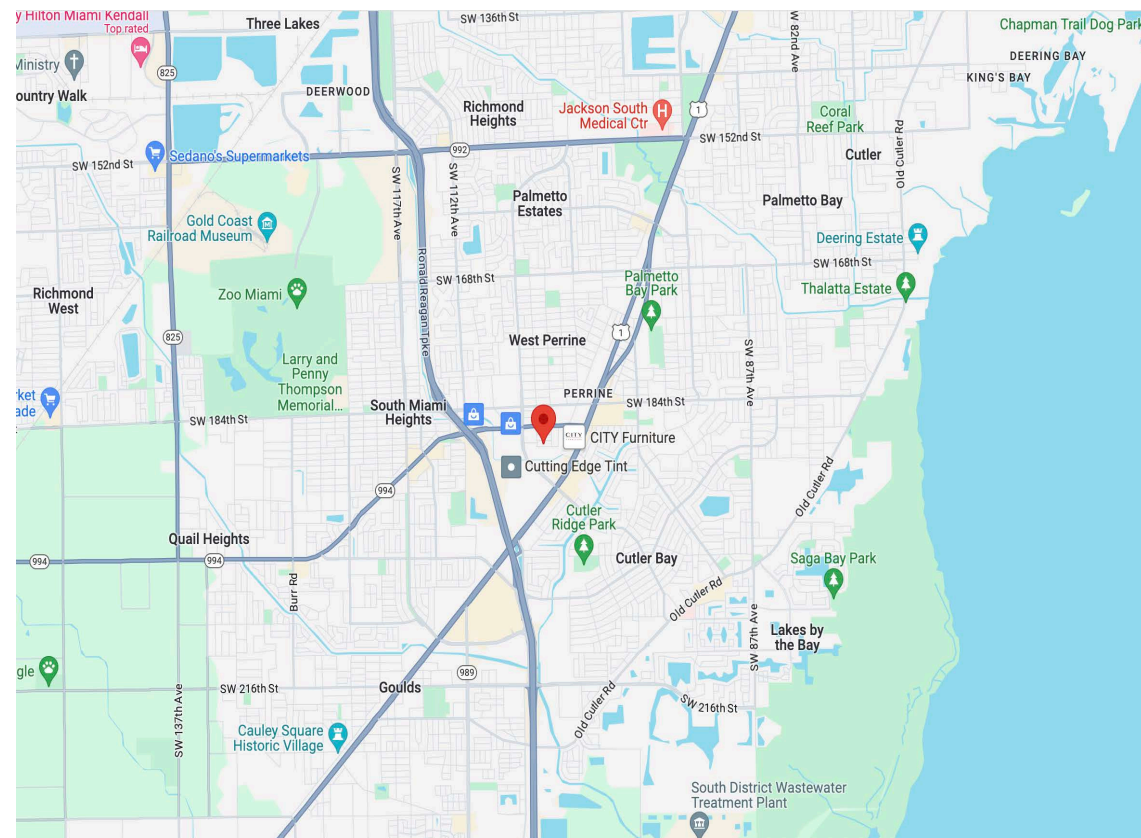 y Hilton Miami Kendall
Top rated
Three Lakes
SW 136th St
SW 82nd Ave
Chapman Trail Dog Park
DEERING BAY
KING'S BAY
Ministry
825
ountry Walk
DEERWOOD
Richmond
Heights
Jackson South
Medical Ctr
H
1
Coral
Reef Park
SW 152nd St
Sedano's Supermarkets
992
SW 152nd St
Cutler
Old Cutler Rd
SW 117th Ave
SW 112th Ave
Palmetto
Estates
Palmetto Bay
Gold Coast
Railroad Museum
Deering Estate
Ronald Reagan Tpke
SW 168th St
SW 168th St
Palmetto
Bay Park
Thalatta Estate
Richmond
West
Zoo Miami
825
1
West Perrine
SW 87th Ave
Larry and
Penny
Thompson
Memorial...
rket
ade
PERRINE
SW 184th St
South Miami
Heights
SW 184th St
CITY
CITY Furniture
Cutting Edge Tint
994
Old Cutler Rd
Cutler
Ridge Park
Quail Heights
994
994
Cutler Bay
Saga Bay Park
Burr Rd
Old Cutler Rd
SW 87th Ave
Lakes by
the Bay
gle
989
SW 216th St
Goulds
SW 216th St
Old Cutler Rd
SW 137th Ave
Cauley Square
Historic Village
South District Wastewater
Treatment Plant